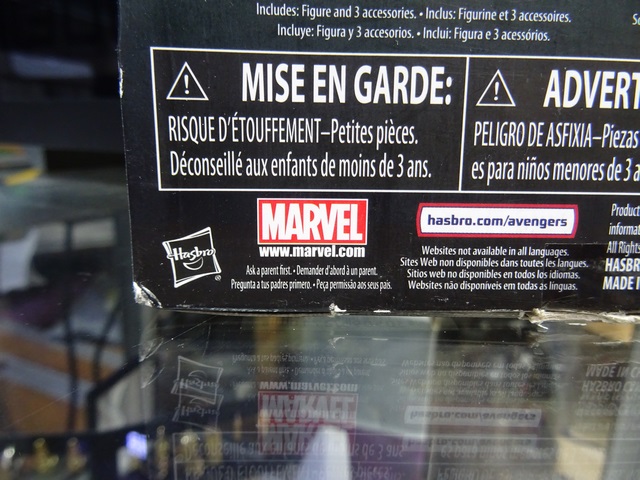 Includes: Figure and 3 accessories. • Inclus: Figurine et 3 accessoires.
Incluye: Figura y 3 accesorios. • Inclui: Figura e 3 acessórios.
MISE EN GARDE:
RISQUE D'ÉTOUFFEMENT–Petites pièces.
Déconseillé aux enfants de moins de 3 ans.
ADVERT
PELIGRO DE ASFIXIA–Piezas
es para niños menores de 3 a
Hasbro
®
MARVEL
www.marvel.com
Ask a parent first. • Demander d'abord à un parent.
Pregunta a tus padres primero. • Peça permissão aos seus pais.
hasbro.com/avengers
Websites not available in all languages.
Sites Web non disponibles dans toutes les langues.
Sitios web no disponibles en todos los idiomas.
Websites não disponíveis em todas as línguas.
Product
informat
All Rights
HASBR
MADE I